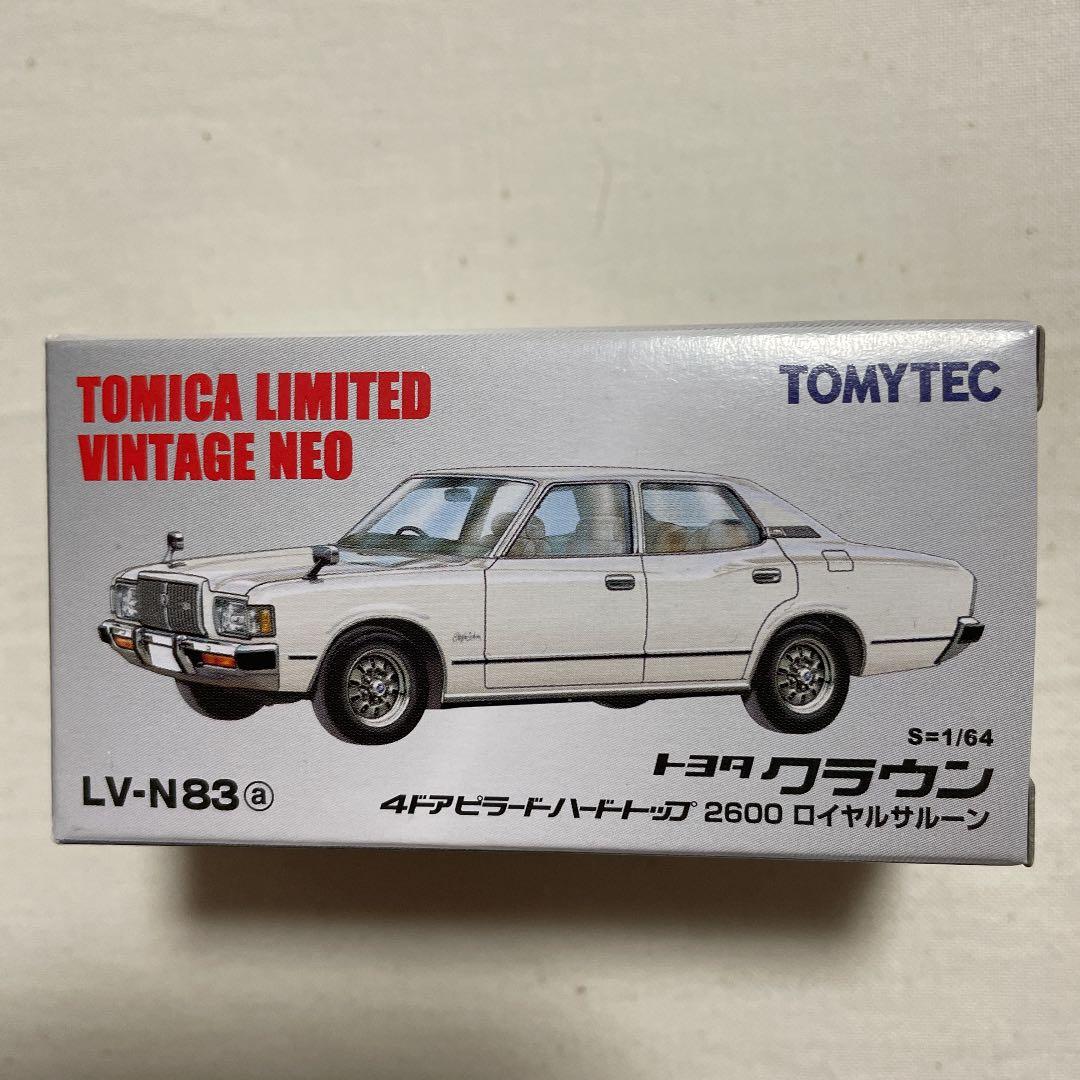 TOMICA LIMITED
VINTAGE NEO
TOMYTEC
S=1/64
LV-N83ⓐ
トヨタ クラウン
4ドアピラードハードトップ 2600 ロイヤルサルーン